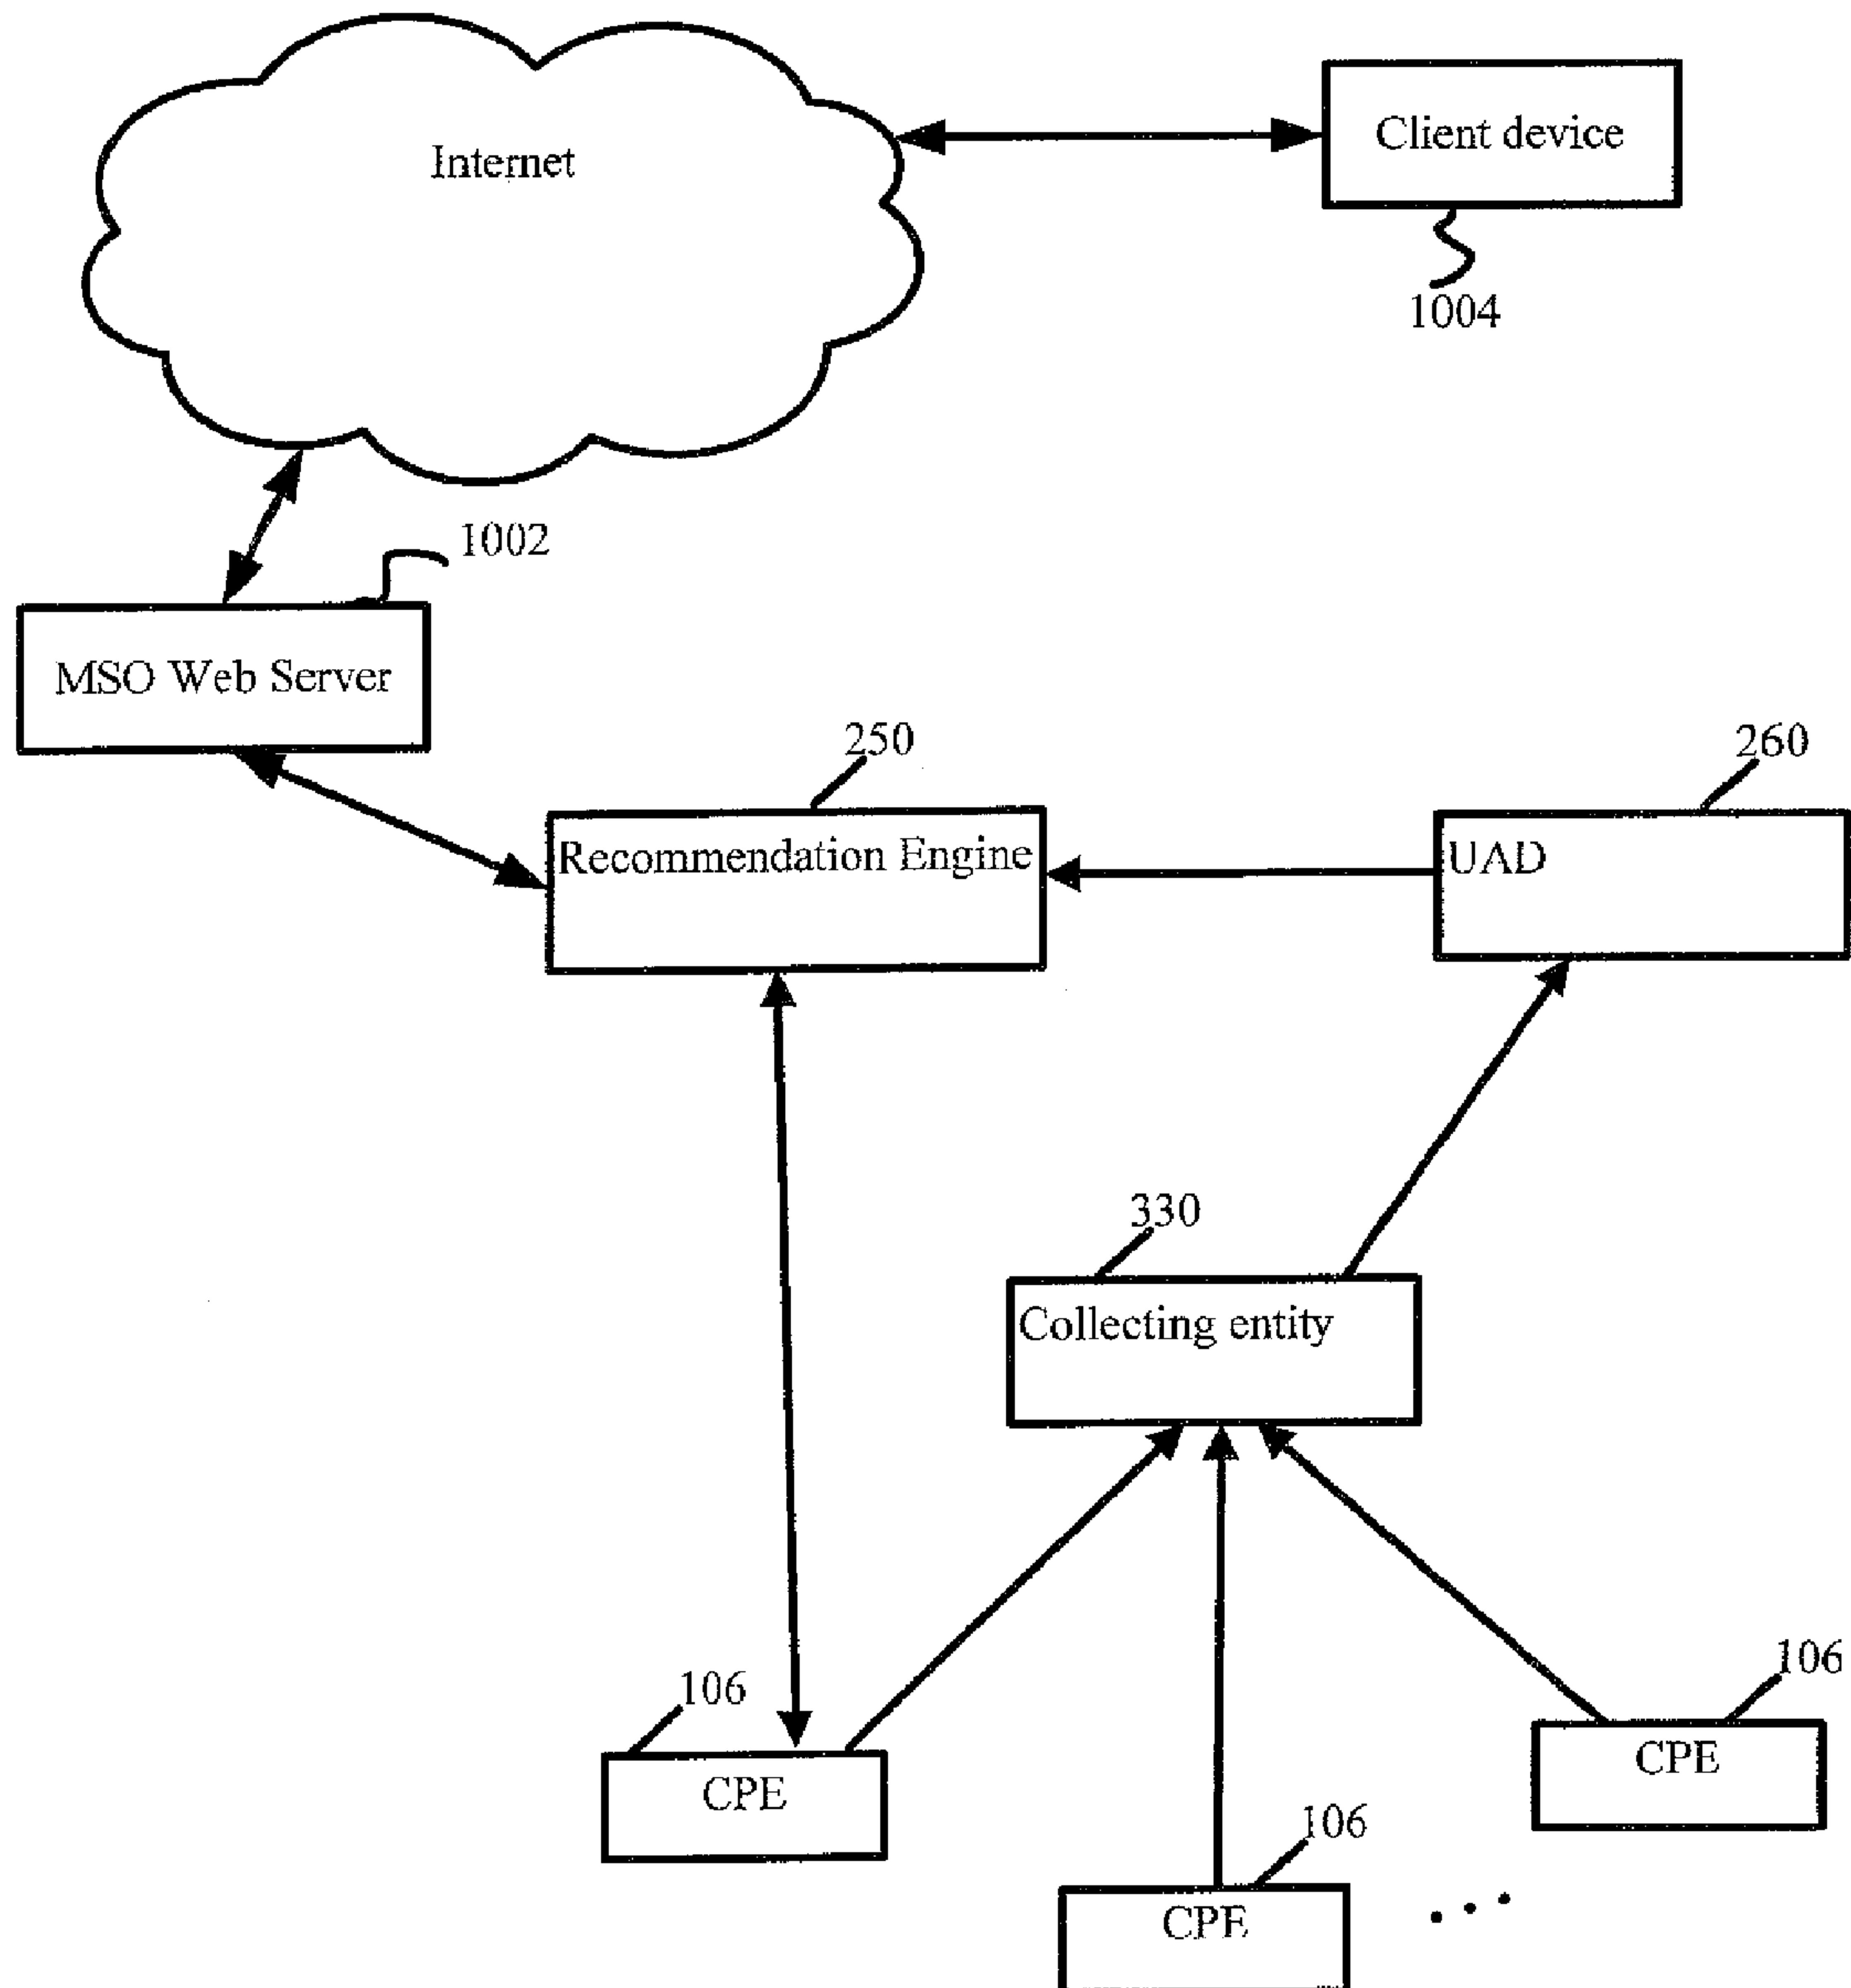 Internet
Client device
1004
1002
MSO Web Server
250
260
Recommendation Engine
UAD
330
Collecting entity
106
106
CPE
CPE
106
CPE